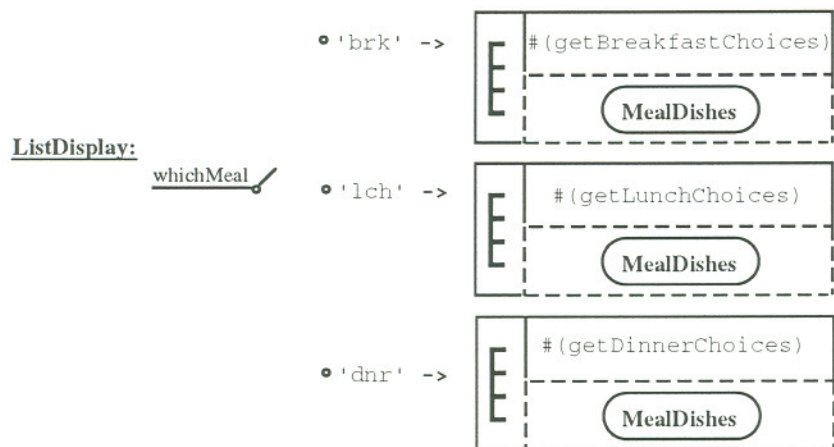 'brk' -> #(getBreakfastChoices)
MealDishes
ListDisplay:
whichMeal
'lch' -> #(getLunchChoices)
MealDishes
'dnr' -> #(getDinnerChoices)
MealDishes